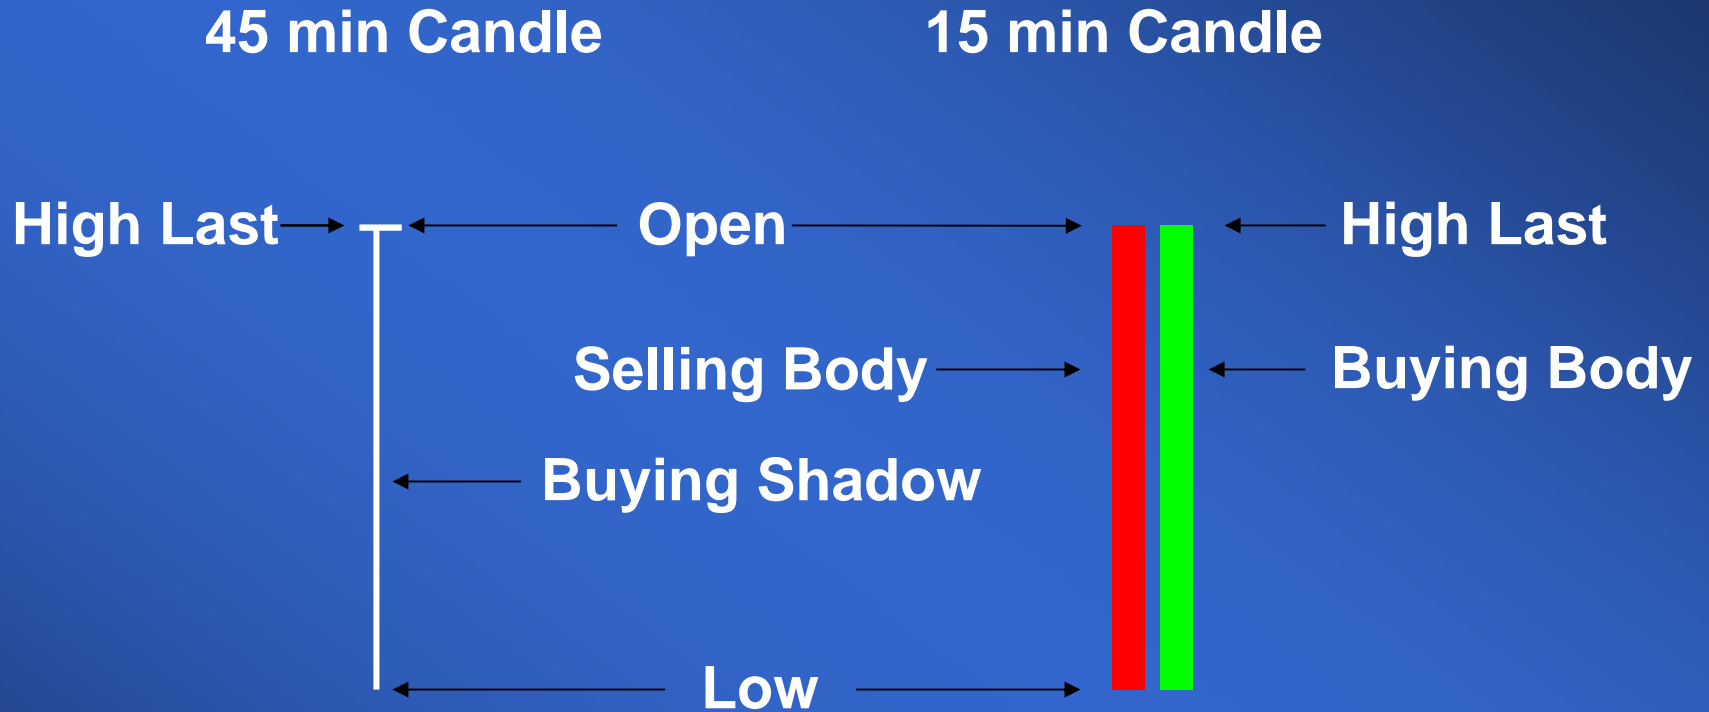 45 min Candle 15 min Candle
High Last Open High Last
Selling Body Buying Body
Buying Shadow
Low